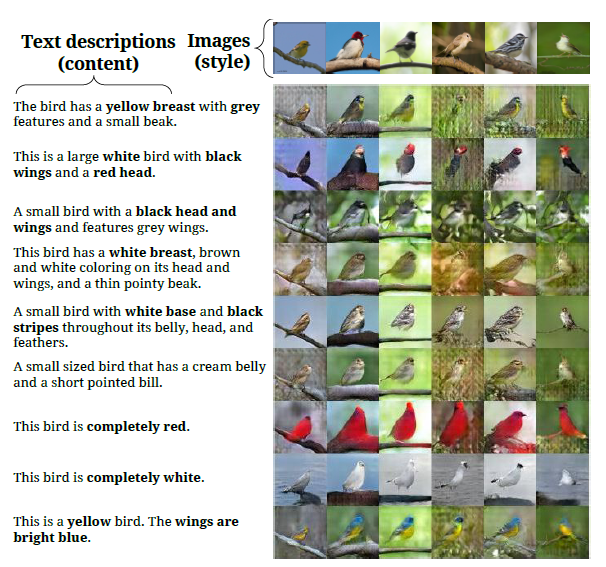 Text descriptions
(content)
Images
(style)
The bird has a yellow breast with grey
features and a small beak.
This is a large white bird with black
wings and a red head.
A small bird with a black head and
wings and features grey wings.
This bird has a white breast, brown
and white coloring on its head and
wings, and a thin pointy beak.
A small bird with white base and black
stripes throughout its belly, head, and
feathers.
A small sized bird that has a cream belly
and a short pointed bill.
This bird is completely red.
This bird is completely white.
This is a yellow bird. The wings are
bright blue.